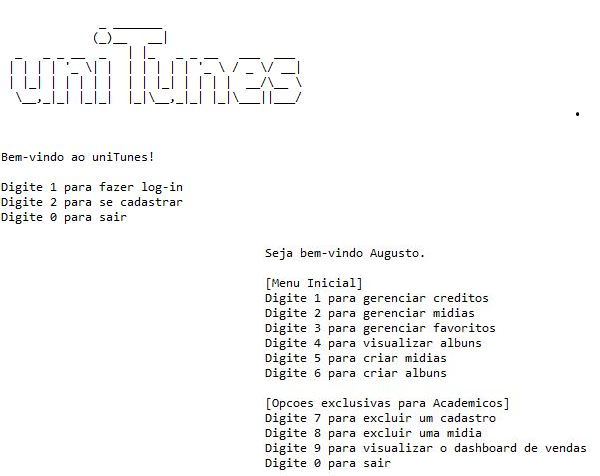 uniTunes
Bem-vindo ao uniTunes!
Digite 1 para fazer log-in
Digite 2 para se cadastrar
Digite 0 para sair
Seja bem-vindo Augusto.
[Menu Inicial]
Digite 1 para gerenciar creditos
Digite 2 para gerenciar midias
Digite 3 para gerenciar favoritos
Digite 4 para visualizar albuns
Digite 5 para criar midias
Digite 6 para criar albuns
[Opcoes exclusivas para Academicos]
Digite 7 para excluir um cadastro
Digite 8 para excluir uma midia
Digite 9 para visualizar o dashboard de vendas
Digite 0 para sair